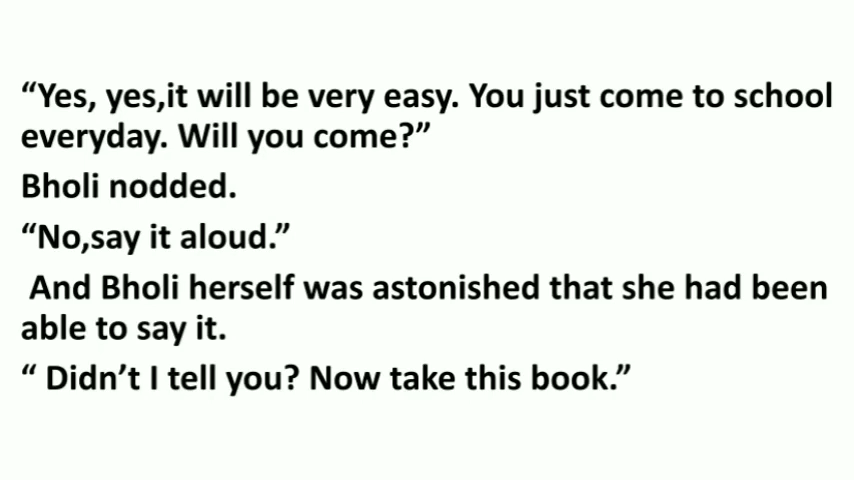 “Yes, yes,it will be very easy. You just come to school
everyday. Will you come?”
Bholi nodded.
“No,say it aloud.”
And Bholi herself was astonished that she had been
able to say it.
“ Didn’t I tell you? Now take this book.”